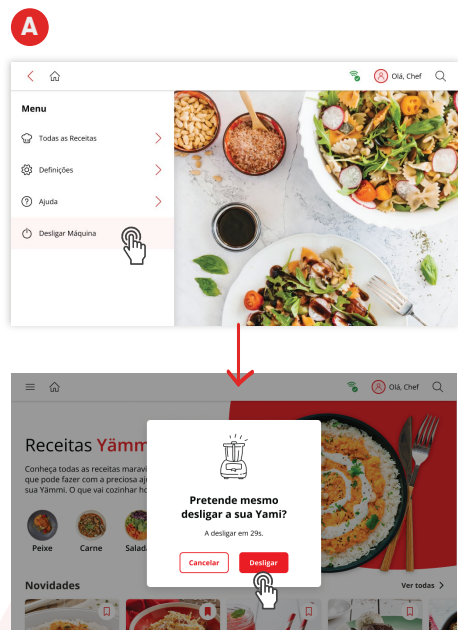 A
Olá, Chef
Menu
Todas as Receitas
Definições
Ajuda
Desligar Máquina
Olá, Chef
Receitas Yämm
Conheça todas as receitas maravi
que pode fazer com a preciosa aj
sua Yämmi. O que vai cozinhar ho
Peixe
Carne
Salad
Pretende mesmo
desligar a sua Yami?
A desligar em 29s.
Cancelar
Desligar
Novidades
Ver todas